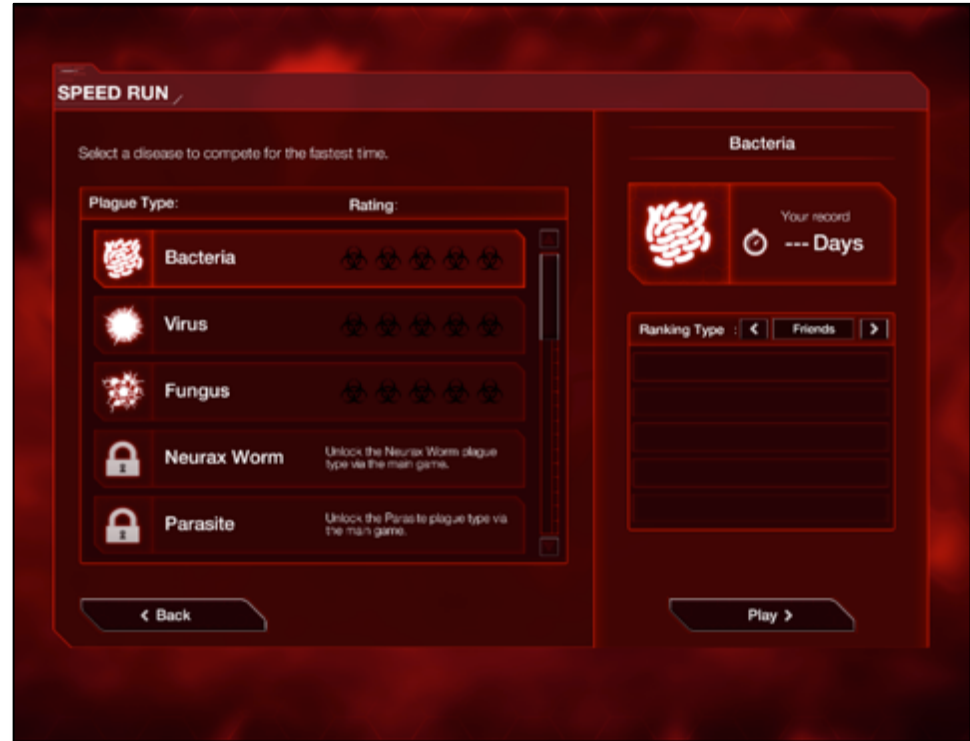 SPEED RUN
Select a disease to compete for the fastest time.
Plague Type:
Rating:
Bacteria
Virus
Fungus
Neurax Worm
Unlock the Neurax Worm plague
type via the main game.
Parasite
Unlock the Parasite plague type via
the main game.
< Back
Bacteria
Your record
--- Days
Ranking Type : < Friends >
Play >